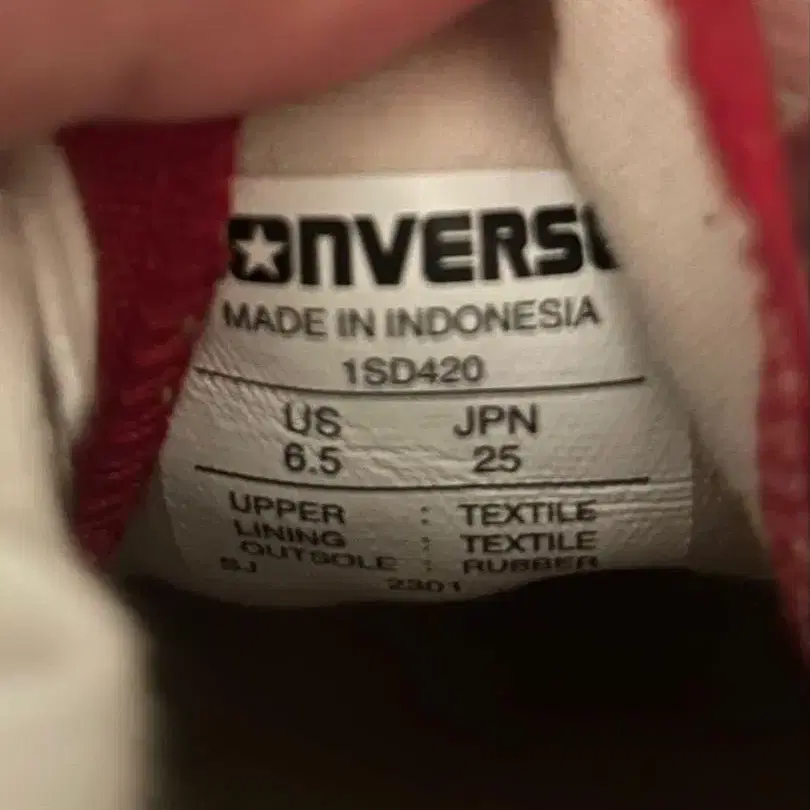 CONVERSE
MADE IN INDONESIA
1SD420
US JPN
6.5 25
UPPER : TEXTILE
LINING : TEXTILE
OUTSOLE : RUBBER
SJ 2301